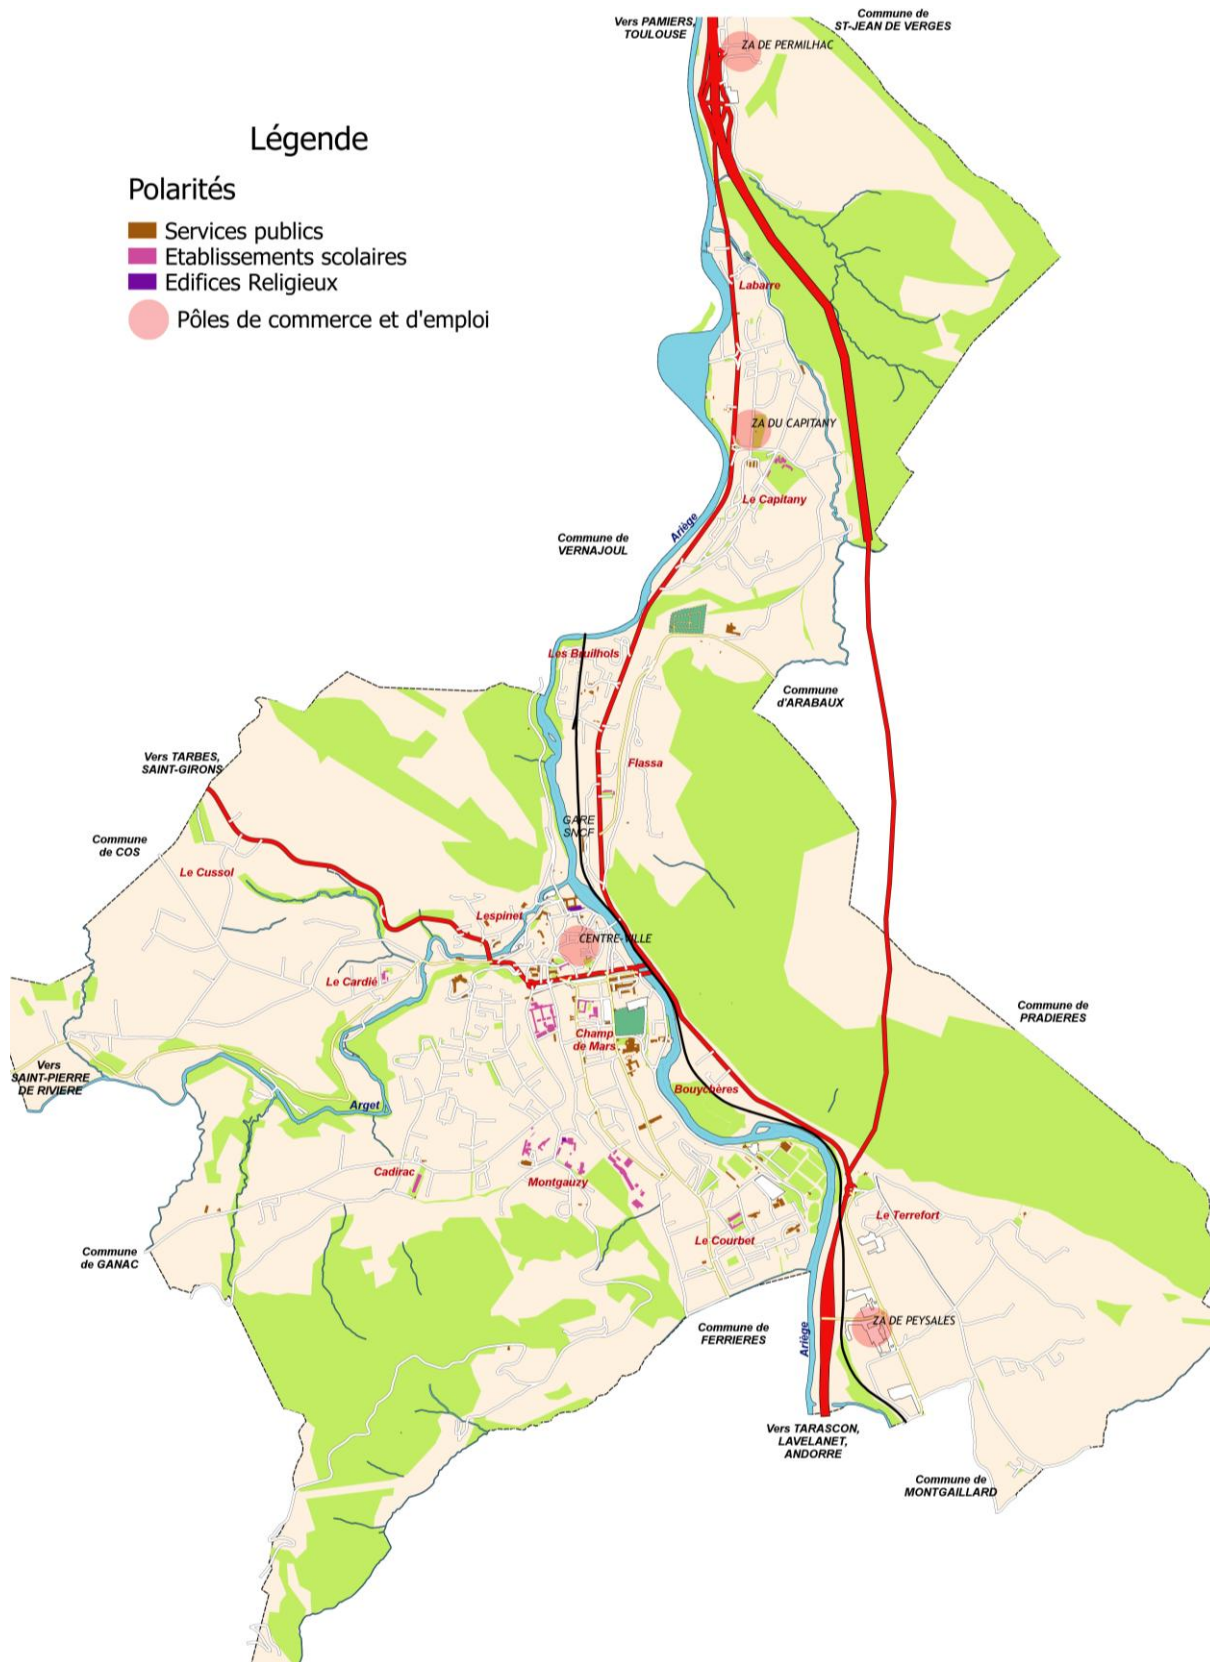 Vers PAMIERS,
TOULOUSE
Commune de
ST-JEAN DE VERGES
ZA DE PERMILHAC
Légende
Polarités
Services publics
Etablissements scolaires
Edifices Religieux
Pôles de commerce et d'emploi
Labarre
ZA DU CAPITANY
Le Capitany
Ariège
Commune de
VERNAJOUL
Les Bruilhols
Commune
d'ARABAUX
Vers TARBES,
SAINT-GIRONS
Flassa
GARE
SNCF
Commune
de COS
Le Cussol
Lespinet
CENTRE-VILLE
Le Cardié
Commune de
PRADIERES
Champ
de Mars
Vers
SAINT-PIERRE
DE RIVIERE
Bouychères
Arget
Cadirac
Montgauzy
Le Terrefort
Le Courbet
Commune
de GANAC
ZA DE PEYSALES
Commune de
FERRIERES
Ariège
Vers TARASCON,
LAVELANET,
ANDORRE
Commune de
MONTGAILLARD